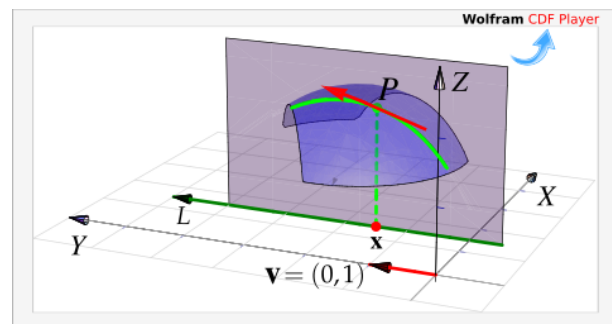 Wolfram CDF Player
Z
P
X
L
x
Y
v = (0,1)